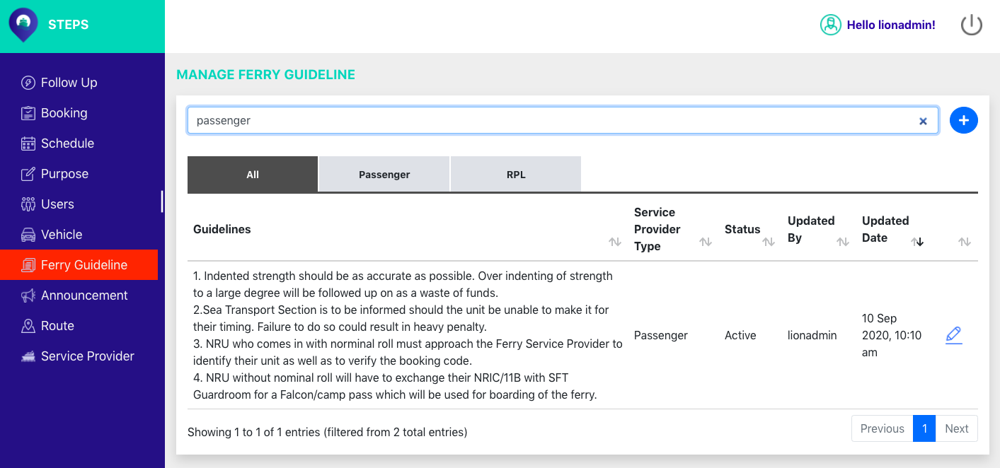 STEPS
Hello lionadmin!
Follow Up
Booking
Schedule
Purpose
Users
Vehicle
Ferry Guideline
Announcement
Route
Service Provider
MANAGE FERRY GUIDELINE
passenger
All
Passenger
RPL
Guidelines
Service
Provider
Type
Status
Updated
By
Updated
Date
1. Indented strength should be as accurate as possible. Over indenting of strength
to a large degree will be followed up on as a waste of funds.
2.Sea Transport Section is to be informed should the unit be unable to make it for
their timing. Failure to do so could result in heavy penalty.
3. NRU who comes in with norminal roll must approach the Ferry Service Provider to
identify their unit as well as to verify the booking code.
4. NRU without nominal roll will have to exchange their NRIC/11B with SFT
Guardroom for a Falcon/camp pass which will be used for boarding of the ferry.
Passenger
Active
lionadmin
10 Sep
2020, 10:10
am
Showing 1 to 1 of 1 entries (filtered from 2 total entries)
Previous
1
Next